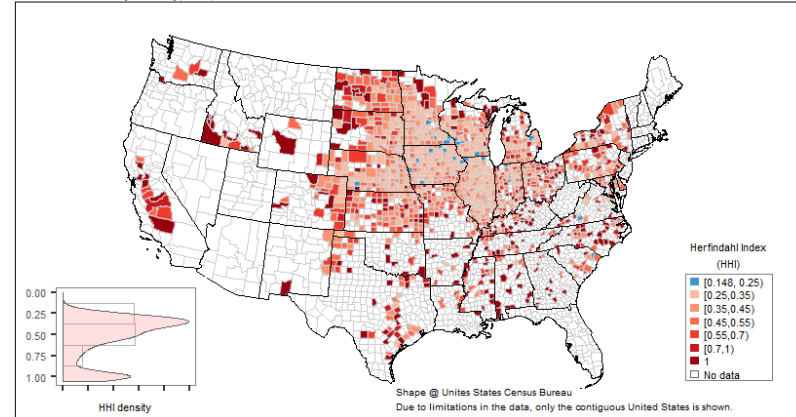 Herfindahl Index
(HHI)
[0.148, 0.25)
[0.25,0.35)
[0.35,0.45)
[0.45,0.55)
[0.55,0.7)
[0.7,1)
1
No data
0.00
0.25
0.50
0.75
1.00
HHI density
Shape @ Unites States Census Bureau
Due to limitations in the data, only the contiguous United States is shown.